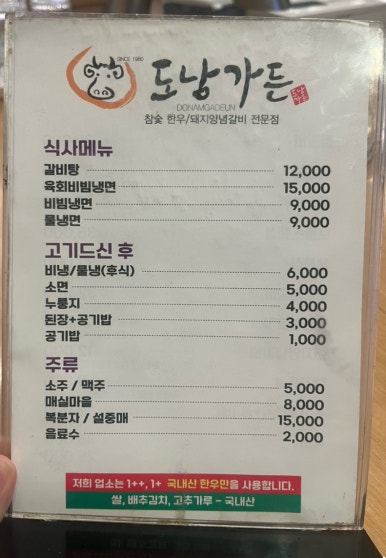 SINCE 1980
도남가든
DONAMGADEUN
도남가든
참숯 한우/돼지양념갈비 전문점
식사메뉴
갈비탕 12,000
육회비빔냉면 15,000
비빔냉면 9,000
물냉면 9,000
고기드신 후
비냉/물냉(후식) 6,000
소면 5,000
누룽지 4,000
된장+공기밥 3,000
공기밥 1,000
주류
소주 / 맥주 5,000
매실마을 8,000
복분자 / 설중매 15,000
음료수 2,000
저희 업소는 1++, 1+ 국내산 한우만을 사용합니다.
쌀, 배추김치, 고추가루 - 국내산